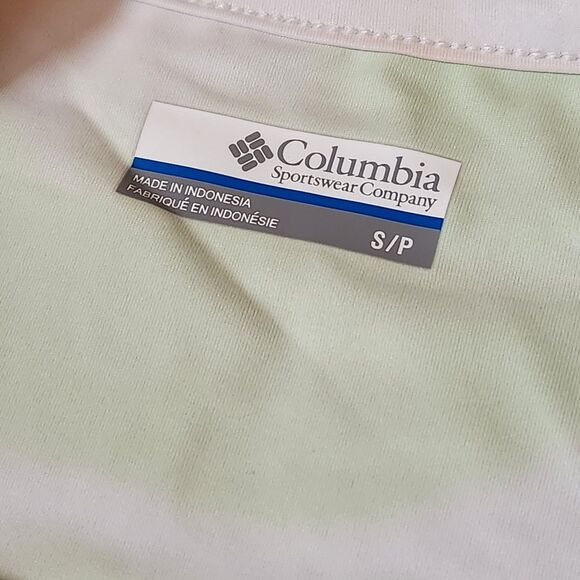 Columbia
Sportswear Company
MADE IN INDONESIA
FABRIQUÉ EN INDONÉSIE
S/P